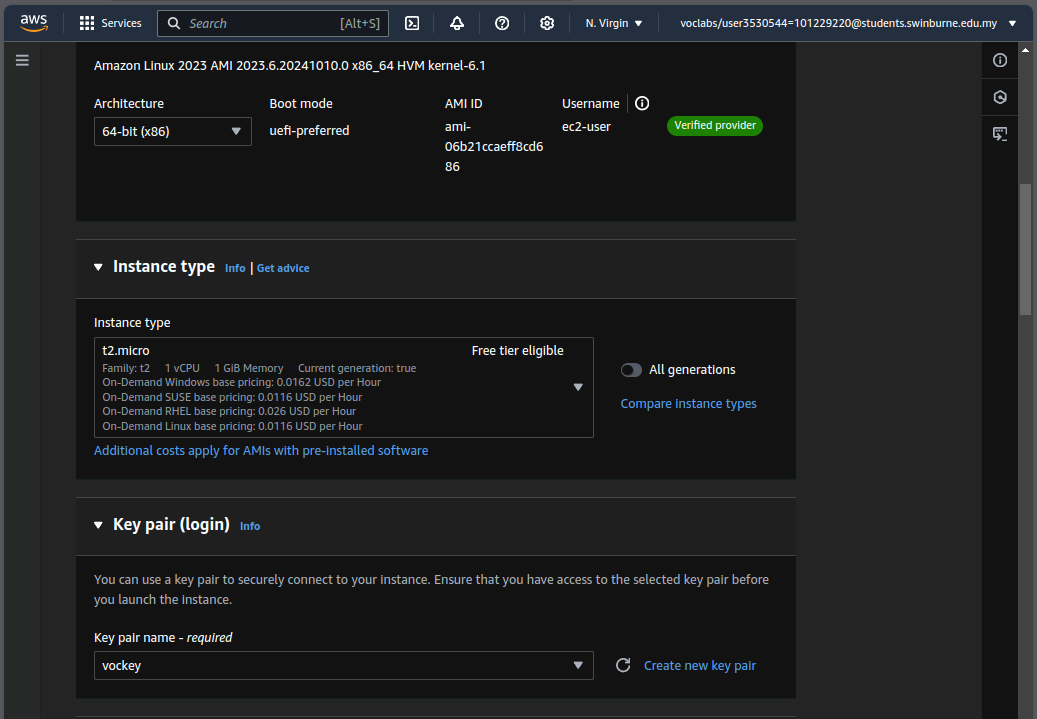 aws Services Search [Alt+S] N. Virgin voclabs/user3530544=101229220@students.swinburne.edu.my
Amazon Linux 2023 AMI 2023.6.20241010.0 x86_64 HVM kernel-6.1
Architecture Boot mode AMI ID Username
64-bit (x86) uefi-preferred ami- ec2-user Verified provider
06b21ccaeff8cd6
86
Instance type Info | Get advice
Instance type
t2.micro Free tier eligible
Family: t2 1 vCPU 1 GiB Memory Current generation: true
On-Demand Windows base pricing: 0.0162 USD per Hour
On-Demand SUSE base pricing: 0.0116 USD per Hour
On-Demand RHEL base pricing: 0.026 USD per Hour
On-Demand Linux base pricing: 0.0116 USD per Hour
All generations
Compare instance types
Additional costs apply for AMIs with pre-installed software
Key pair (login) Info
You can use a key pair to securely connect to your instance. Ensure that you have access to the selected key pair before
you launch the instance.
Key pair name - required
vockey Create new key pair